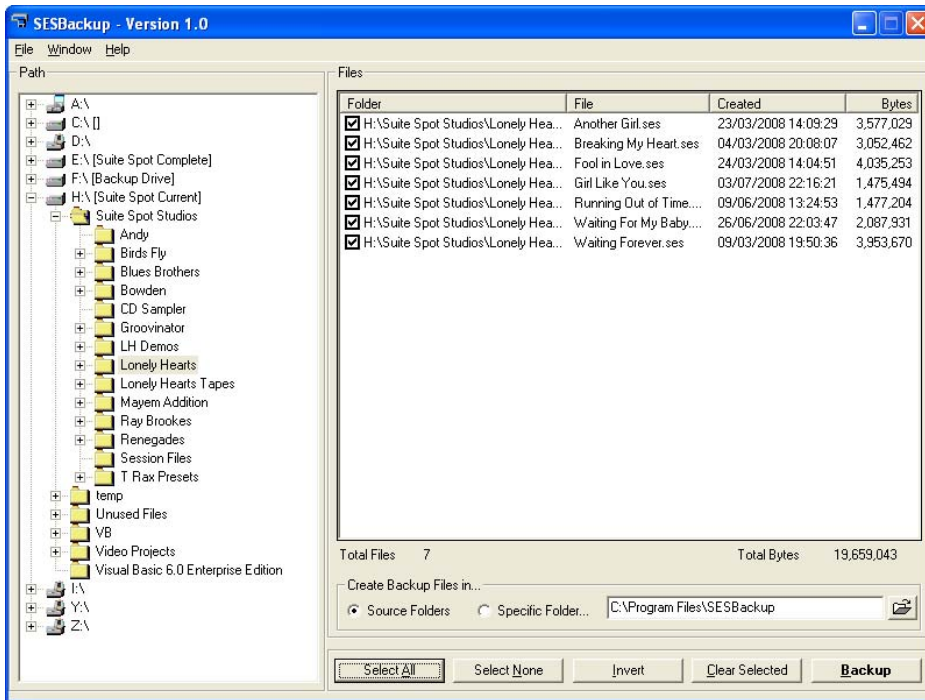 SESBackup - Version 1.0
File Window Help
Path
A:\
C:\ []
D:\
E:\ [Suite Spot Complete]
F:\ [Backup Drive]
H:\ [Suite Spot Current]
Suite Spot Studios
Andy
Birds Fly
Blues Brothers
Bowden
CD Sampler
Groovinator
LH Demos
Lonely Hearts
Lonely Hearts Tapes
Mayem Addition
Ray Brookes
Renegades
Session Files
T Rax Presets
temp
Unused Files
VB
Video Projects
Visual Basic 6.0 Enterprise Edition
I:\
Y:\
Z:\
Files
Folder File Created Bytes
H:\Suite Spot Studios\Lonely Hea... Another Girl.ses 23/03/2008 14:09:29 3,577,029
H:\Suite Spot Studios\Lonely Hea... Breaking My Heart.ses 04/03/2008 20:08:07 3,052,462
H:\Suite Spot Studios\Lonely Hea... Fool in Love.ses 24/03/2008 14:04:51 4,035,253
H:\Suite Spot Studios\Lonely Hea... Girl Like You.ses 03/07/2008 22:16:21 1,475,494
H:\Suite Spot Studios\Lonely Hea... Running Out of Time.... 09/06/2008 13:24:53 1,477,204
H:\Suite Spot Studios\Lonely Hea... Waiting For My Baby.... 26/06/2008 22:03:47 2,087,931
H:\Suite Spot Studios\Lonely Hea... Waiting Forever.ses 09/03/2008 19:50:36 3,953,670
Total Files 7 Total Bytes 19,659,043
Create Backup Files in...
Source Folders Specific Folder... C:\Program Files\SESBackup
Select All Select None Invert Clear Selected Backup